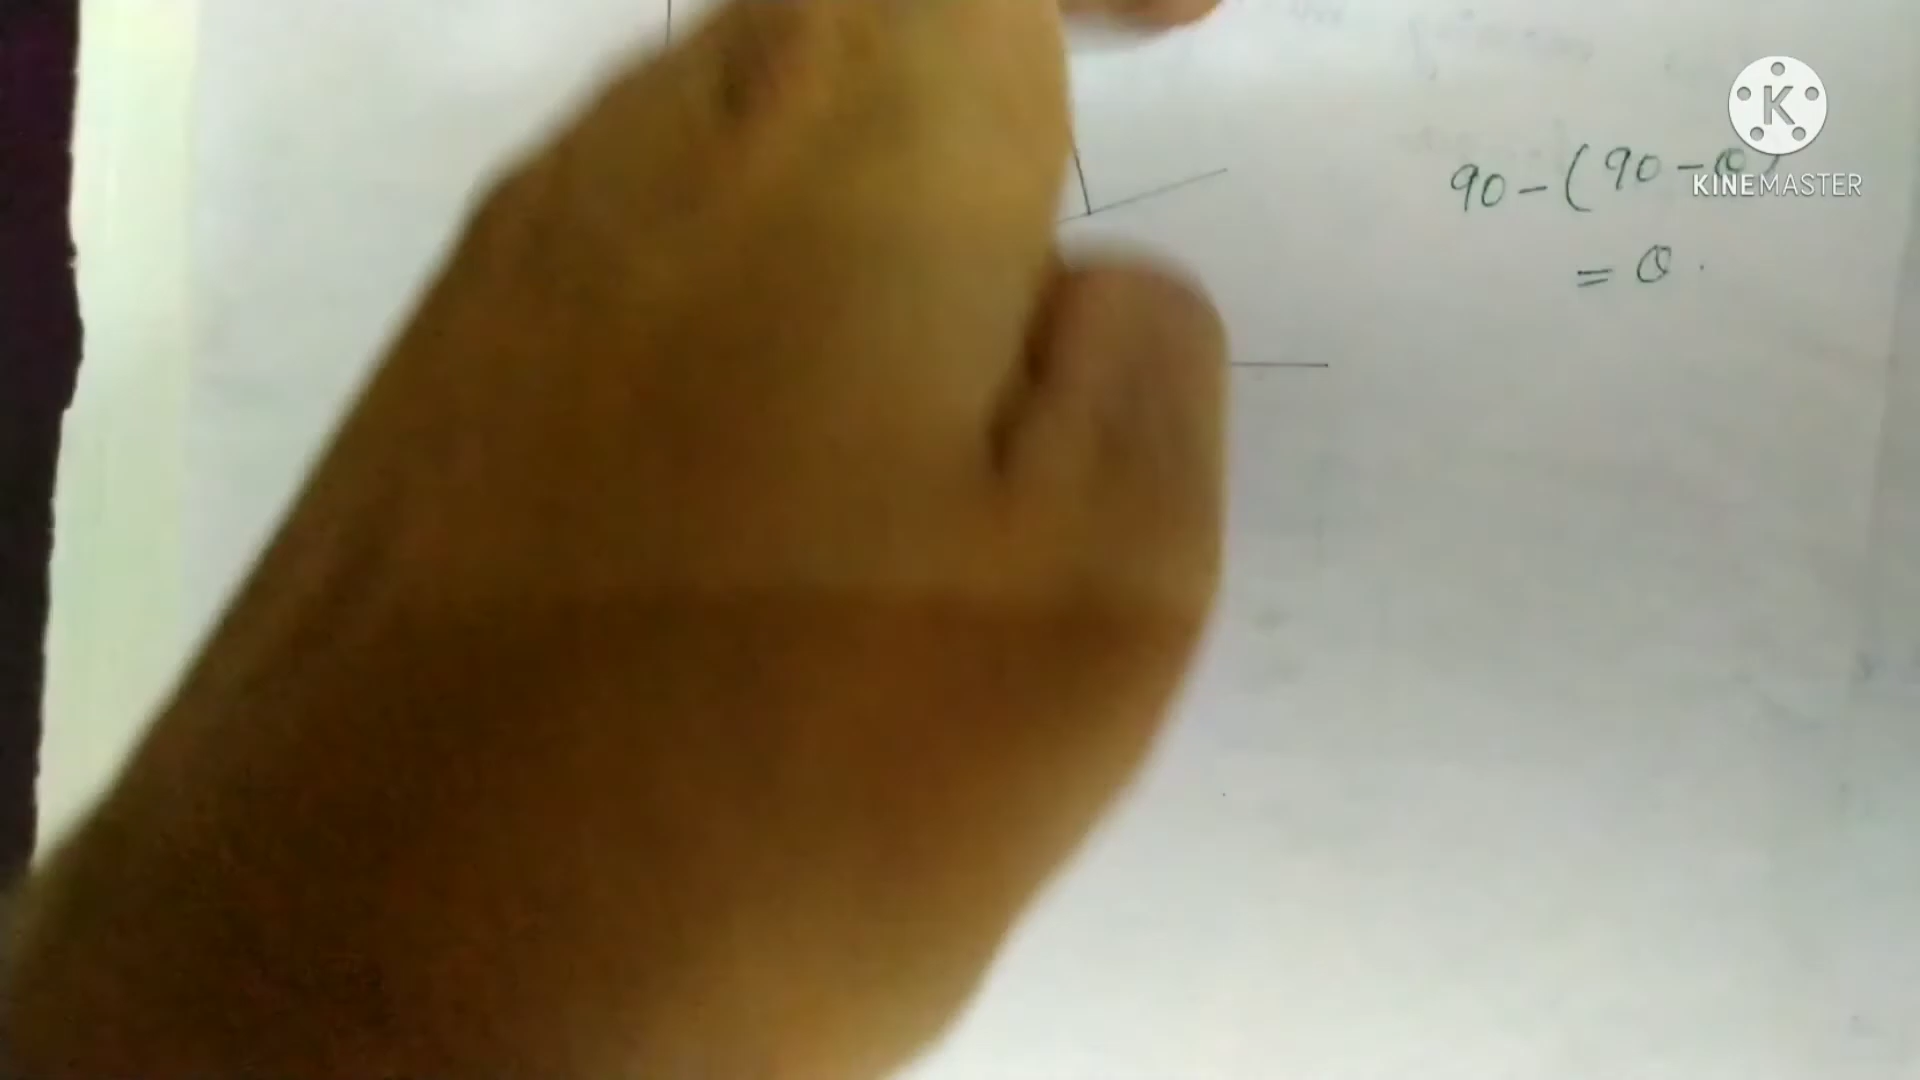 90-(90-θ)
= θ.
K
KINEMASTER